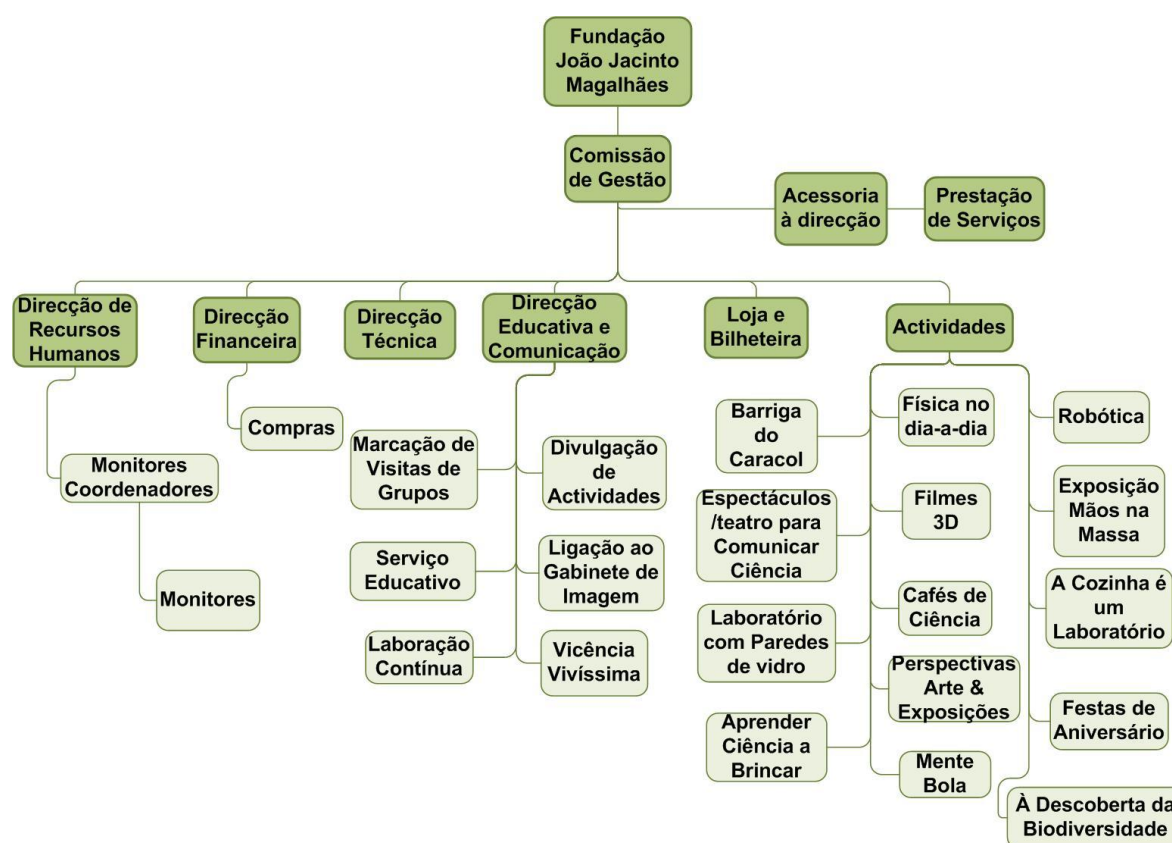 Fundação
João Jacinto
Magalhães
Comissão
de Gestão
Acessoria
à direcção
Prestação
de Serviços
Direcção de
Recursos
Humanos
Direcção
Financeira
Direcção
Técnica
Direcção
Educativa e
Comunicação
Loja e
Bilheteira
Actividades
Monitores
Coordenadores
Monitores
Compras
Marcação de
Visitas de
Grupos
Divulgação
de
Actividades
Serviço
Educativo
Ligação ao
Gabinete de
Imagem
Laboração
Contínua
Vicência
Vivíssima
Barriga
do
Caracol
Física no
dia-a-dia
Robótica
Espectáculos
/teatro para
Comunicar
Ciência
Filmes
3D
Exposição
Mãos na
Massa
Laboratório
com Paredes
de vidro
Cafés de
Ciência
A Cozinha é
um
Laboratório
Perspectivas
Arte &
Exposições
Festas de
Aniversário
Aprender
Ciência a
Brincar
Mente
Bola
À Descoberta da
Biodiversidade